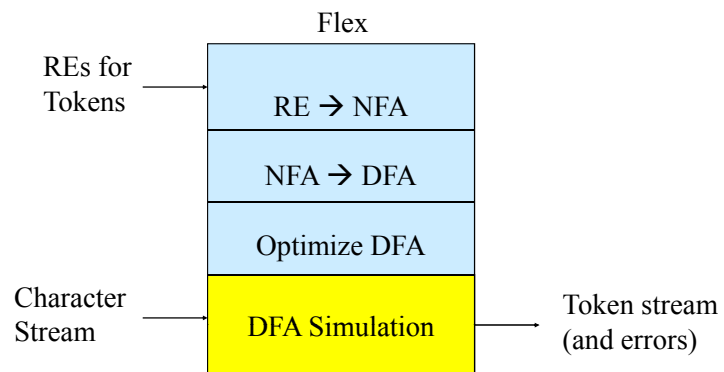 Flex
REs for
Tokens
RE → NFA
NFA → DFA
Optimize DFA
Character
Stream
DFA Simulation
Token stream
(and errors)